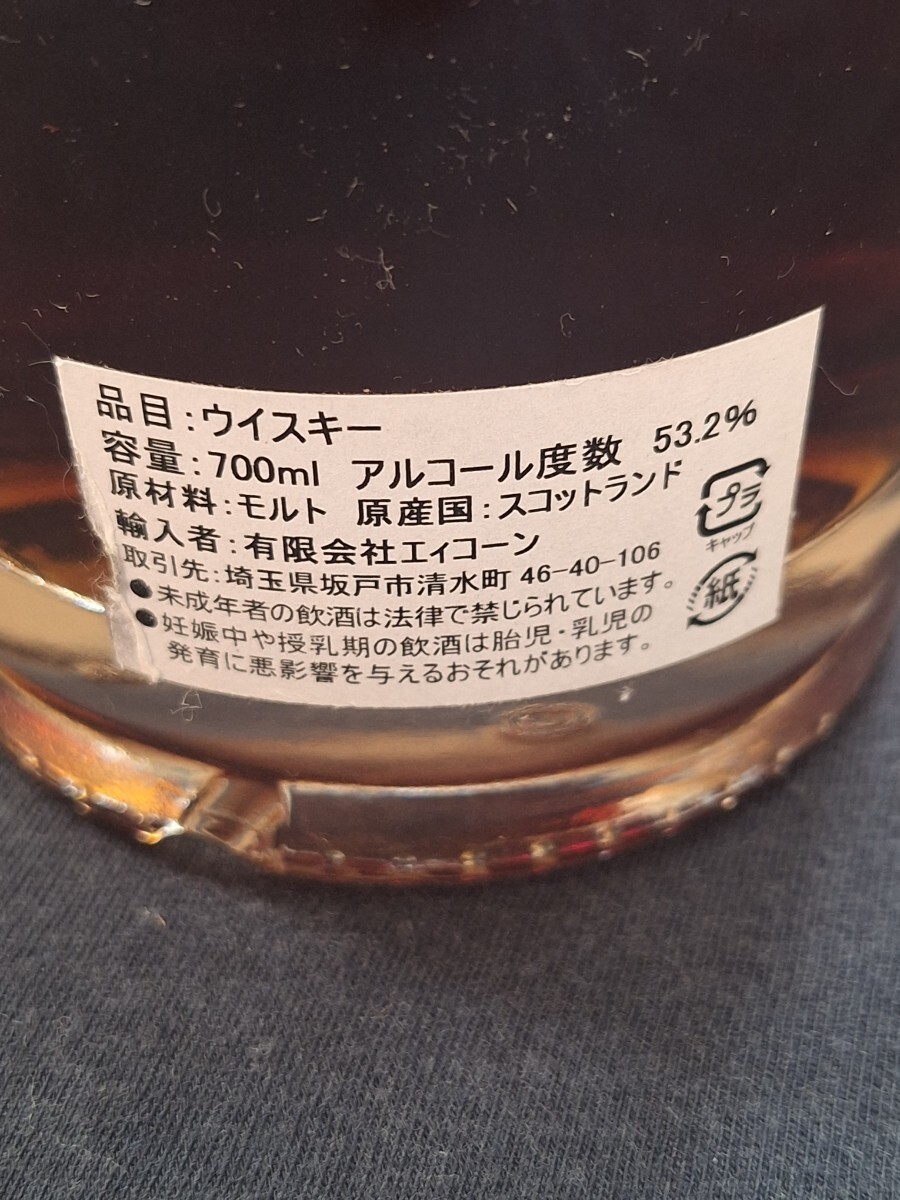 品目:ウイスキー
容量:700ml アルコール度数 53.2%
原材料:モルト 原産国:スコットランド
輸入者:有限会社エイコーン
取引先:埼玉県坂戸市清水町 46-40-106
●未成年者の飲酒は法律で禁じられています。
●妊娠中や授乳期の飲酒は胎児・乳児の
発育に悪影響を与えるおそれがあります。
プラ
キャップ
紙